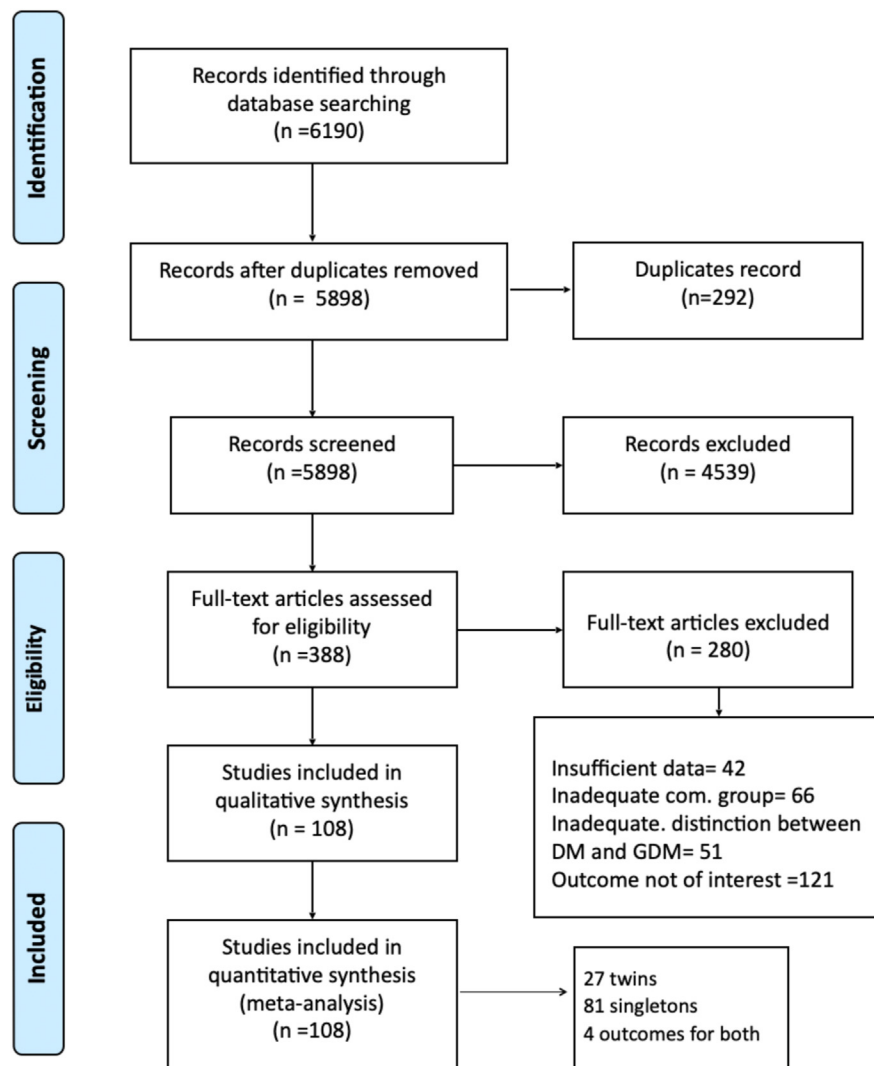 Identification
Records identified through
database searching
(n =6190)
Records after duplicates removed
(n = 5898)
Duplicates record
(n=292)
Screening
Records screened
(n =5898)
Records excluded
(n = 4539)
Eligibility
Full-text articles assessed
for eligibility
(n =388)
Full-text articles excluded
(n = 280)
Insufficient data= 42
Inadequate com. group= 66
Inadequate. distinction between
DM and GDM= 51
Outcome not of interest =121
Studies included in
qualitative synthesis
(n = 108)
Included
Studies included in
quantitative synthesis
(meta-analysis)
(n =108)
27 twins
81 singletons
4 outcomes for both